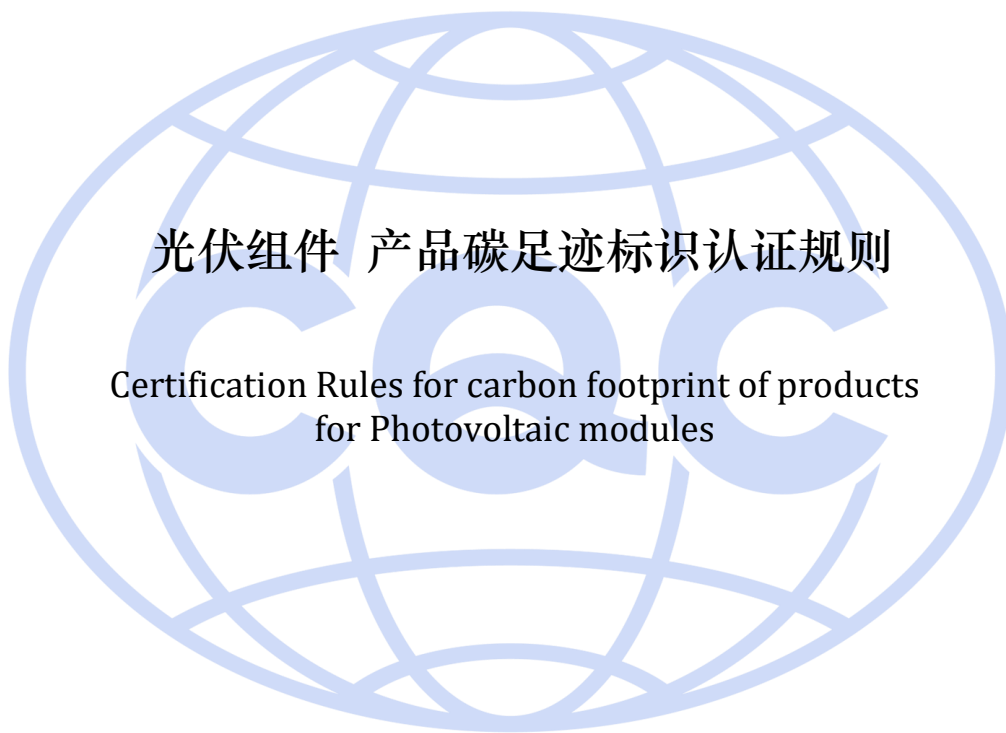 光伏组件 产品碳足迹标识认证规则
Certification Rules for carbon footprint of products
for Photovoltaic modules
CQC